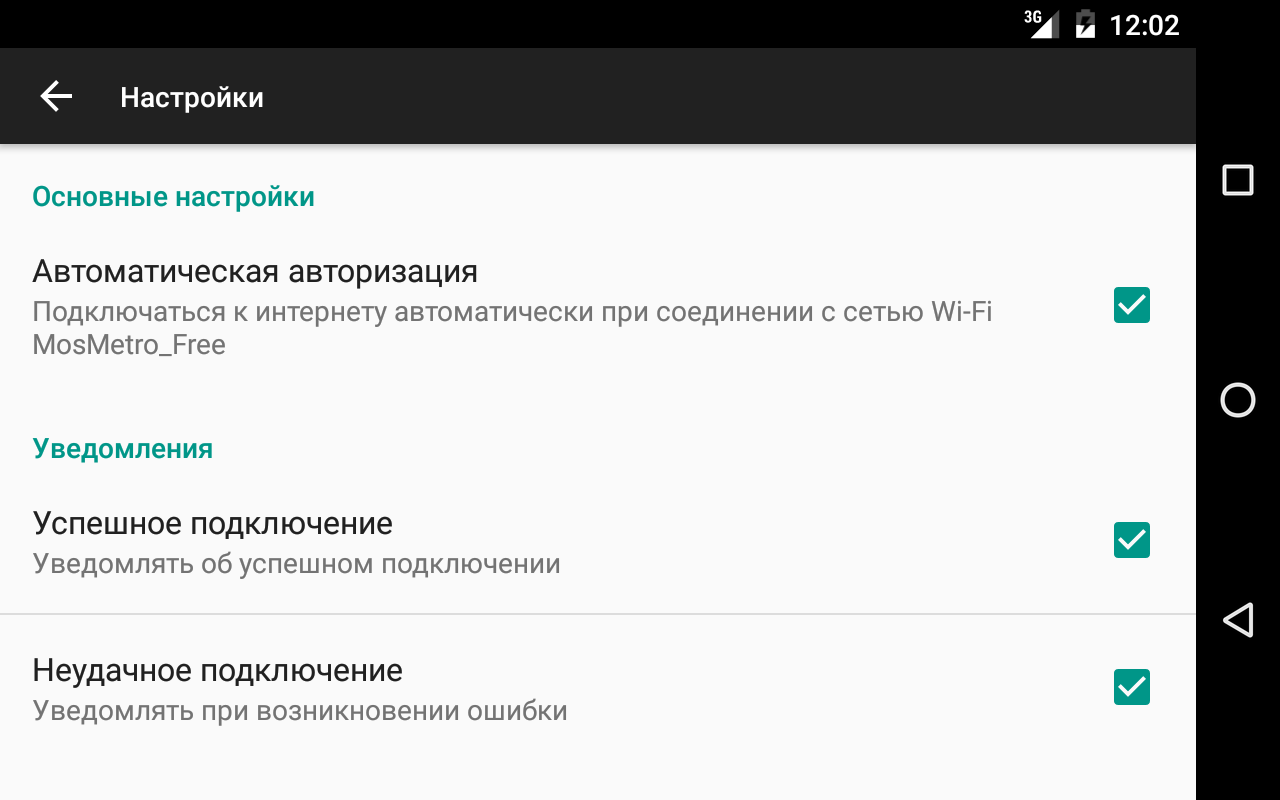 3G 12:02
Настройки
Основные настройки
Автоматическая авторизация
Подключаться к интернету автоматически при соединении с сетью Wi-Fi
MosMetro_Free
Уведомления
Успешное подключение
Уведомлять об успешном подключении
Неудачное подключение
Уведомлять при возникновении ошибки